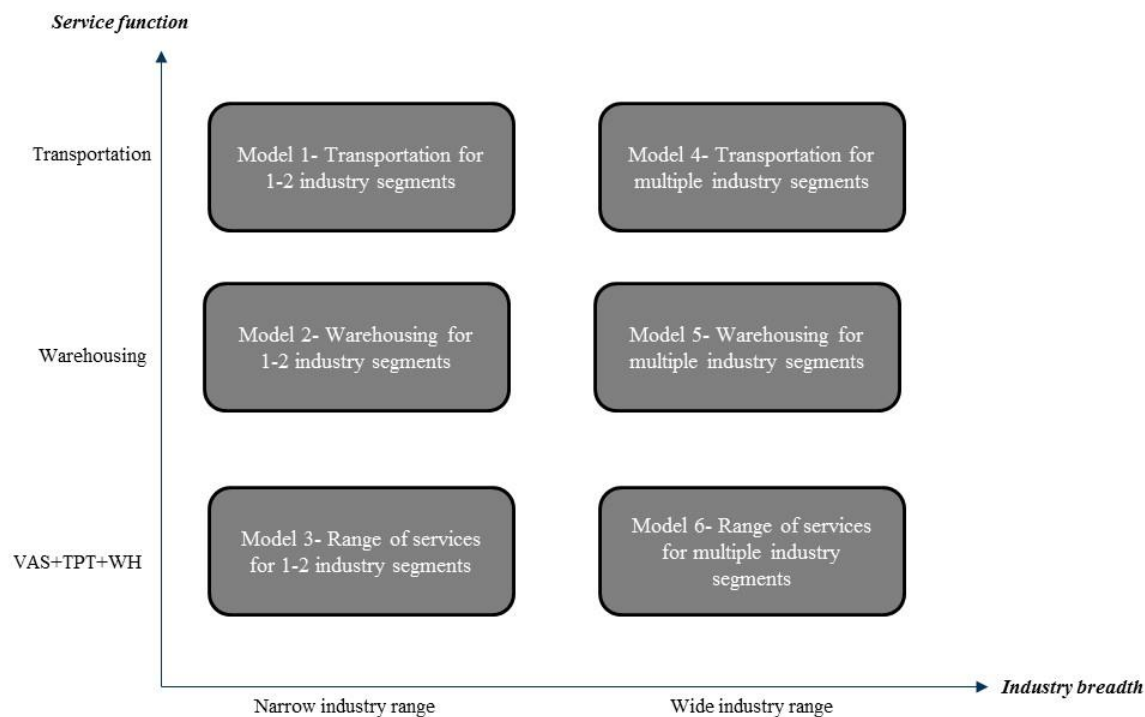 Service function
Transportation
Model 1- Transportation for
1-2 industry segments
Model 4- Transportation for
multiple industry segments
Warehousing
Model 2- Warehousing for
1-2 industry segments
Model 5- Warehousing for
multiple industry segments
VAS+TPT+WH
Model 3- Range of services
for 1-2 industry segments
Model 6- Range of services
for multiple industry
segments
Industry breadth
Narrow industry range
Wide industry range